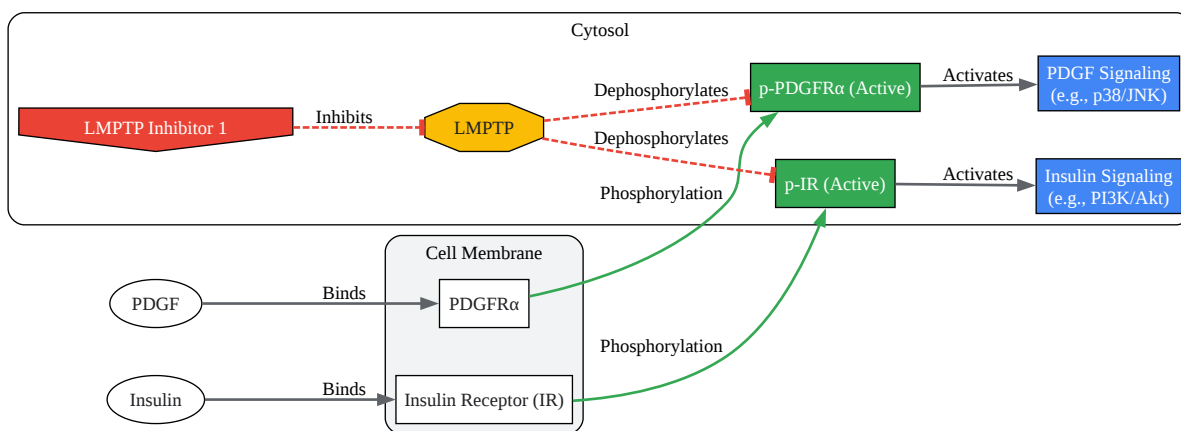 Cytosol
LMPTP Inhibitor 1
Inhibits
LMPTP
Dephosphorylates
Dephosphorylates
p-PDGFRα (Active)
Activates
PDGF Signaling
(e.g., p38/JNK)
p-IR (Active)
Activates
Insulin Signaling
(e.g., PI3K/Akt)
Phosphorylation
Cell Membrane
PDGF
Binds
PDGFRα
Phosphorylation
Insulin
Binds
Insulin Receptor (IR)